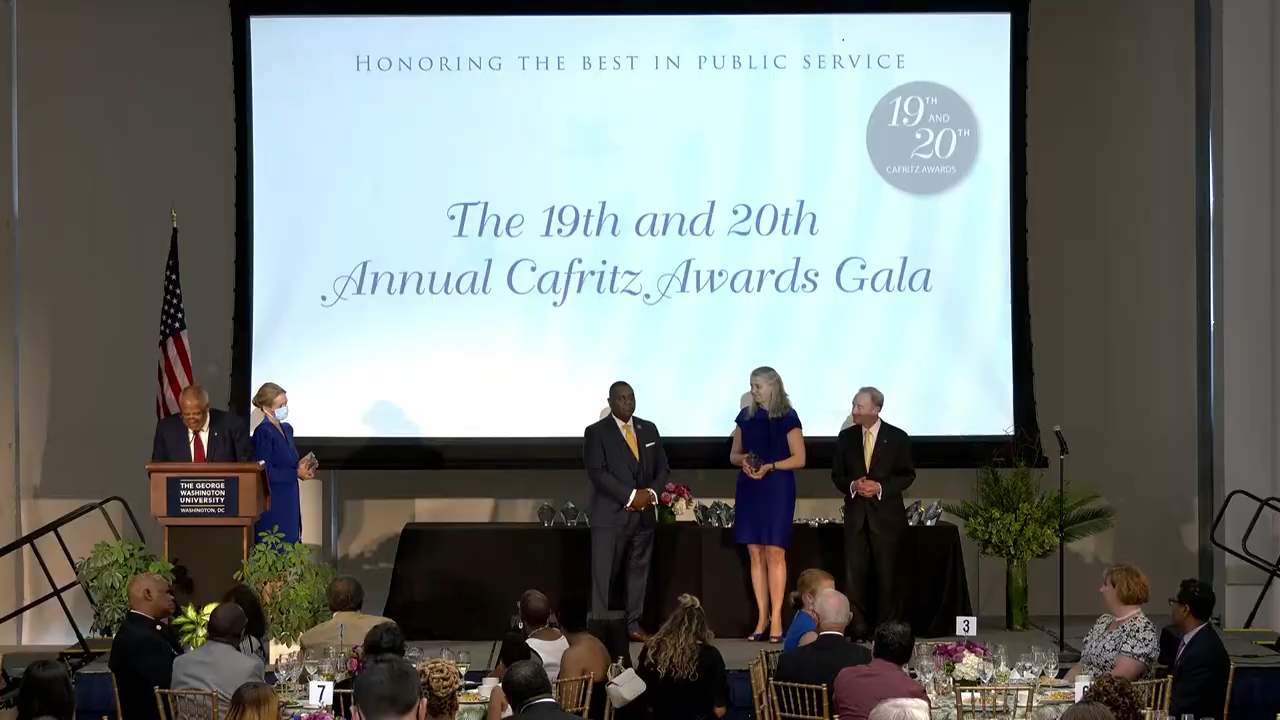 HONORING THE BEST IN PUBLIC SERVICE
19TH
AND
20TH
CAFRITZ AWARDS
The 19th and 20th
Annual Cafritz Awards Gala
THE GEORGE
WASHINGTON
UNIVERSITY
WASHINGTON, DC
3
7